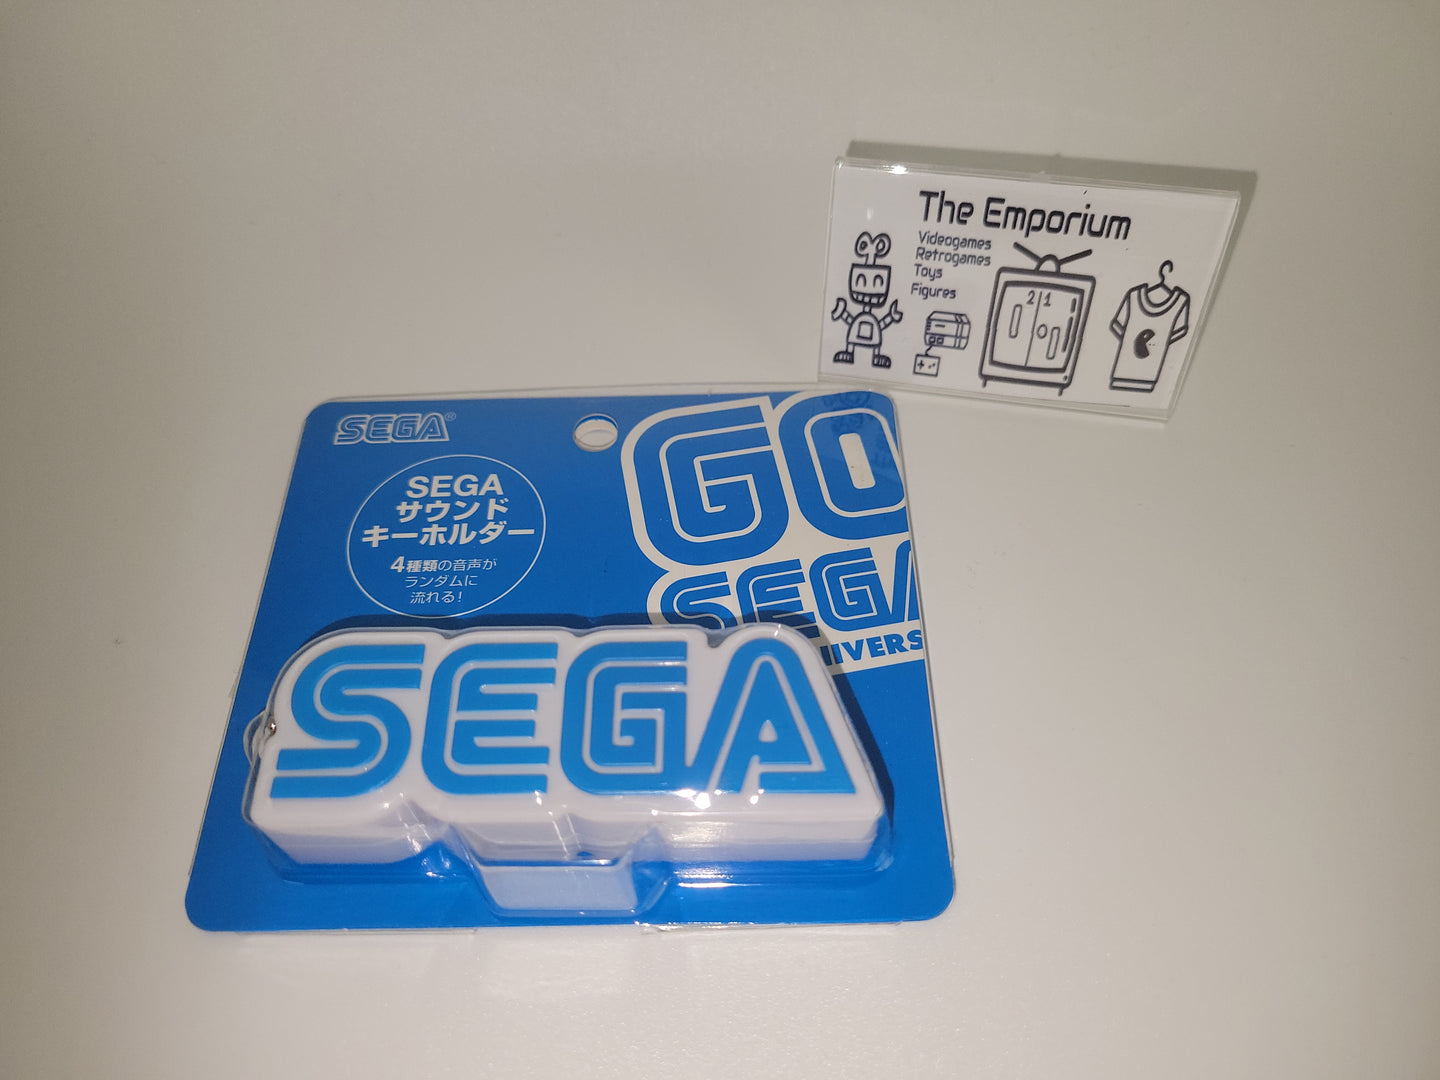 The Emporium
Videogames
Retrogames
Toys
Figures
2 1
SEGA®
SEGA
サウンド
キーホルダー
4種類の音声が
ランダムに
流れる!
GO
SEGA
IVERS
SEGA